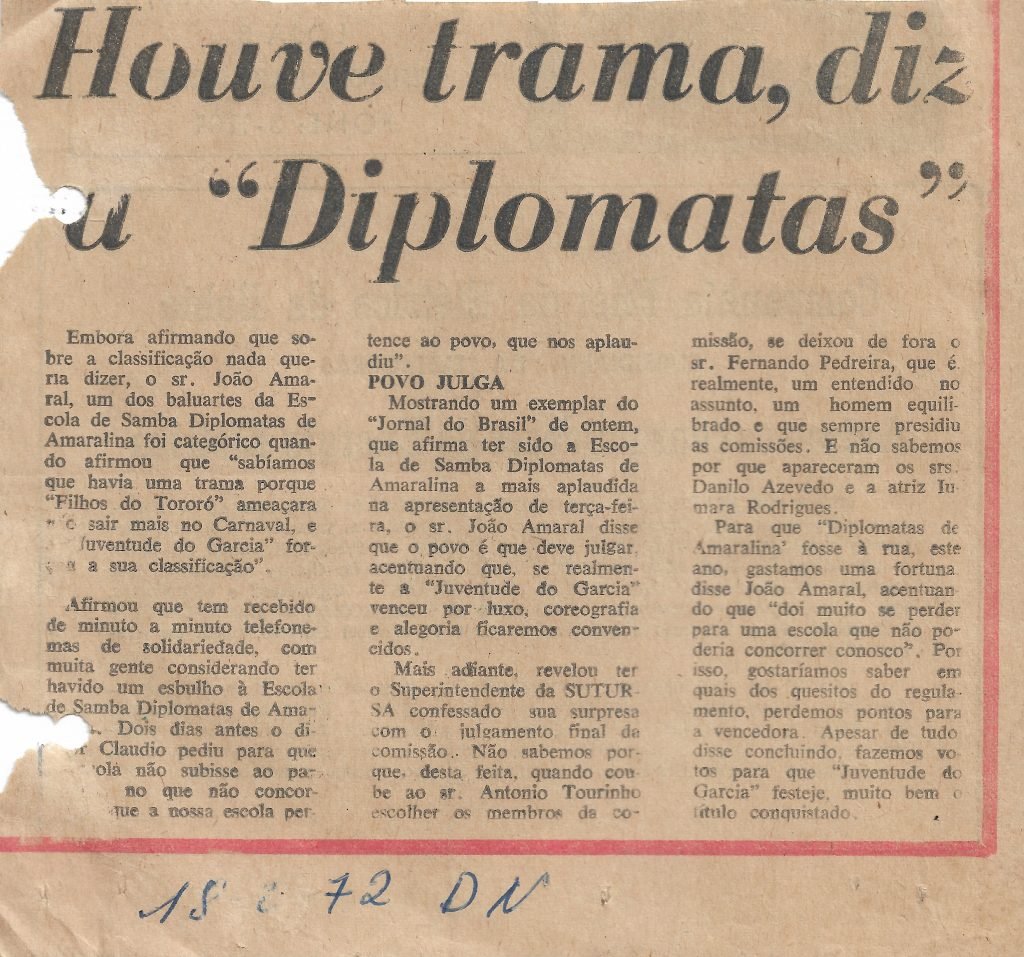 Houve trama, diz
u “Diplomatas”
Embora afirmando que so-
bre a classificação nada que-
ria dizer, o sr. João Ama-
ral, um dos baluartes da Es-
cola de Samba Diplomatas de
Amaralina foi categórico quan-
do afirmou que “sabíamos
que havia uma trama porque
“Filhos do Tororó” ameaçara
sair mais no Carnaval, e
Juventude do Garcia” for-
a sua classificação”.
Afirmou que tem recebido
de minuto a minuto telefone-
mas de solidariedade, com
muita gente considerando ter
havido um esbulho à Escola
de Samba Diplomatas de Ama-
Dois dias antes o di-
Claudio pediu para que
cola não subisse ao pa-
no que não concor-
que a nossa escola per-
tence ao povo, que nos aplau-
diu”.
POVO JULGA
Mostrando um exemplar do
“Jornal do Brasil” de ontem,
que afirma ter sido a Esco-
la de Samba Diplomatas de
Amaralina a mais aplaudida
na apresentação de terça-fei-
ra, o sr. João Amaral disse
que o povo é que deve julgar,
acentuando que, se realmen-
te a “Juventude do Garcia”
venceu por luxo, coreografia
e alegoria ficaremos conven-
cidos.
Mais adiante, revelou ter
o Superintendente da SUTUR-
SA confessado sua surpresa
com o julgamento final da
comissão. Não sabemos por-
que, desta feita, quando cou-
be ao sr. Antonio Tourinho
escolher os membros da co-
missão, se deixou de fora o
sr. Fernando Pedreira, que é
realmente, um entendido no
assunto, um homem equili-
brado e que sempre presidiu
as comissões. E não sabemos
por que apareceram os srs.
Danilo Azevedo e a atriz Iu-
mara Rodrigues.
Para que “Diplomatas de
Amaralina’ fosse à rua, este
ano, gastamos uma fortuna
disse João Amaral, acentuan-
do que “doi muito se perder
para uma escola que não po-
deria concorrer conosco”. Por
isso, gostaríamos saber em
quais dos quesitos do regula-
mento, perdemos pontos para
a vencedora. Apesar de tudo
disse concluindo, fazemos vo-
tos para que “Juventude do
Garcia” festeje, muito bem o
título conquistado.
18 72 DN